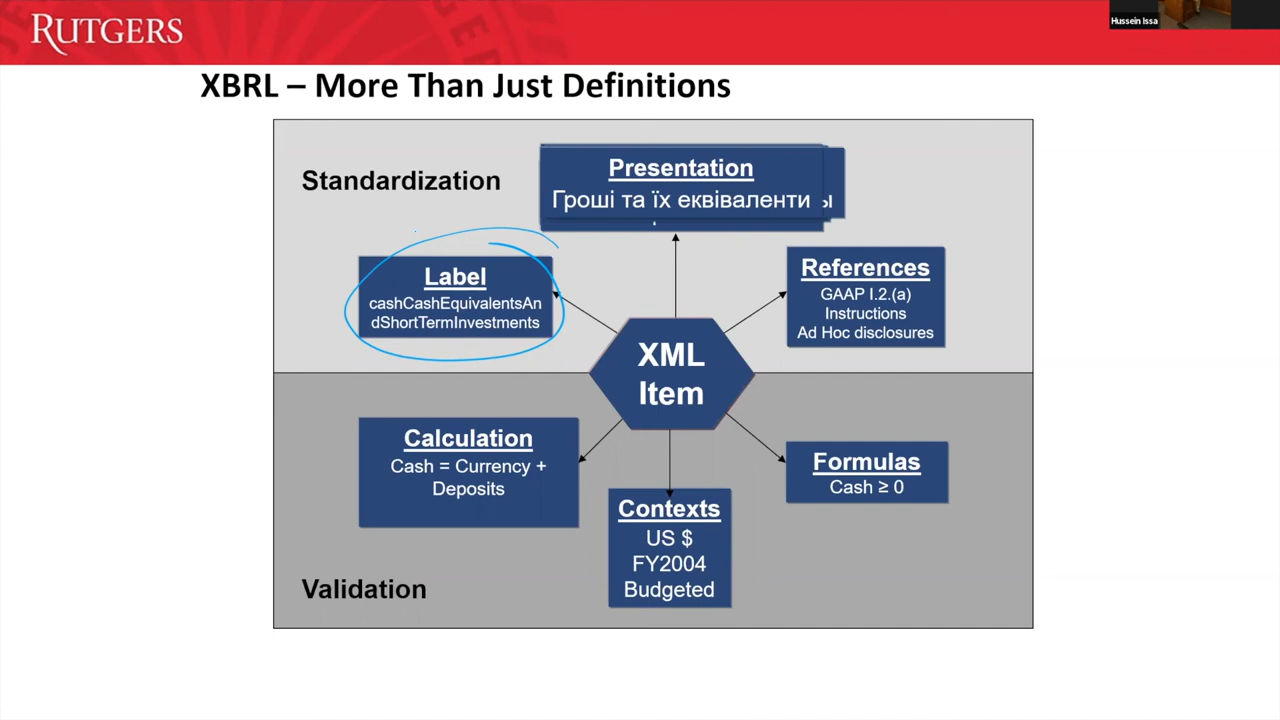 RUTGERS
Hussein Issa
XBRL – More Than Just Definitions
Standardization
Presentation
Гроші та їх еквіваленти
ы
Label
cashCashEquivalentsAn
dShortTermInvestments
References
GAAP I.2.(a)
Instructions
Ad Hoc disclosures
XML
Item
Calculation
Cash = Currency +
Deposits
Formulas
Cash ≥ 0
Contexts
US $
FY2004
Budgeted
Validation